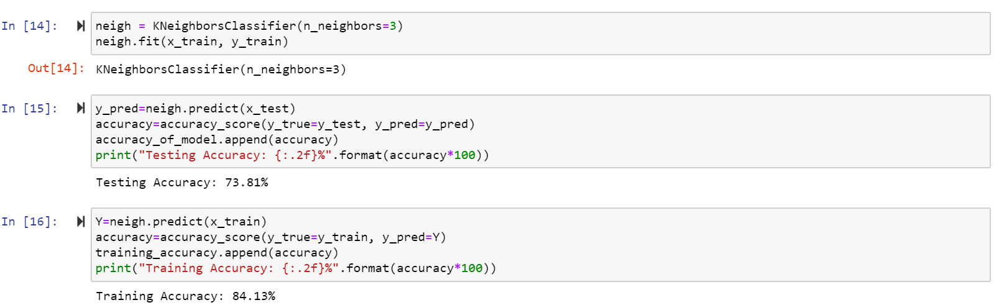 In [14]: neigh = KNeighborsClassifier(n_neighbors=3)
neigh.fit(x_train, y_train)
Out[14]: KNeighborsClassifier(n_neighbors=3)
In [15]: y_pred=neigh.predict(x_test)
accuracy=accuracy_score(y_true=y_test, y_pred=y_pred)
accuracy_of_model.append(accuracy)
print("Testing Accuracy: {:.2f}%".format(accuracy*100))
Testing Accuracy: 73.81%
In [16]: Y=neigh.predict(x_train)
accuracy=accuracy_score(y_true=y_train, y_pred=Y)
training_accuracy.append(accuracy)
print("Training Accuracy: {:.2f}%".format(accuracy*100))
Training Accuracy: 84.13%